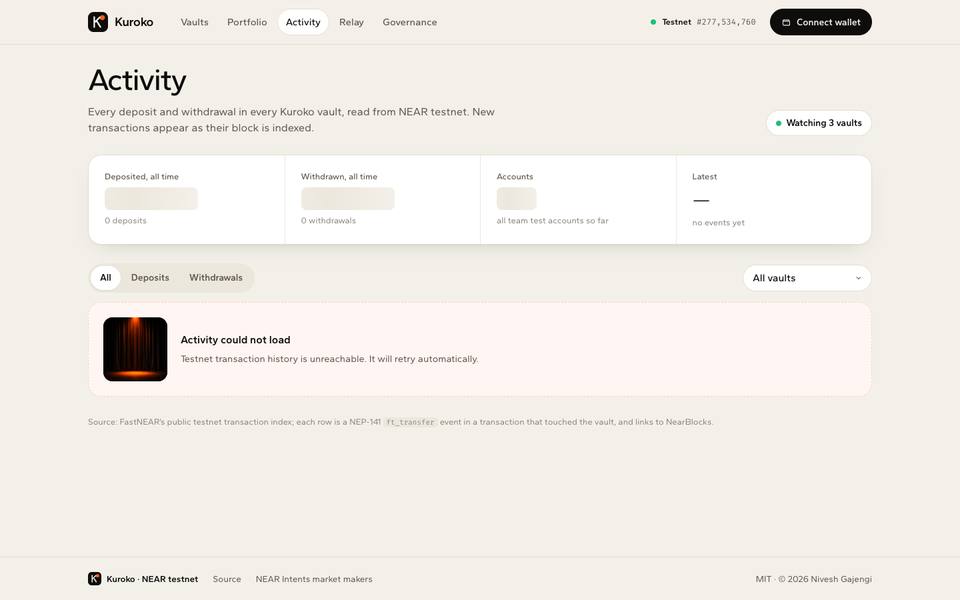 Kuroko
Vaults
Portfolio
Activity
Relay
Governance
Testnet #277,534,760
Connect wallet
Activity
Every deposit and withdrawal in every Kuroko vault, read from NEAR testnet. New
transactions appear as their block is indexed.
Watching 3 vaults
Deposited, all time
0 deposits
Withdrawn, all time
0 withdrawals
Accounts
all team test accounts so far
Latest
—
no events yet
All
Deposits
Withdrawals
All vaults
Activity could not load
Testnet transaction history is unreachable. It will retry automatically.
Source: FastNEAR's public testnet transaction index; each row is a NEP-141 ft_transfer event in a transaction that touched the vault, and links to NearBlocks.
Kuroko · NEAR testnet
Source
NEAR Intents market makers
MIT · © 2026 Nivesh Gajengi